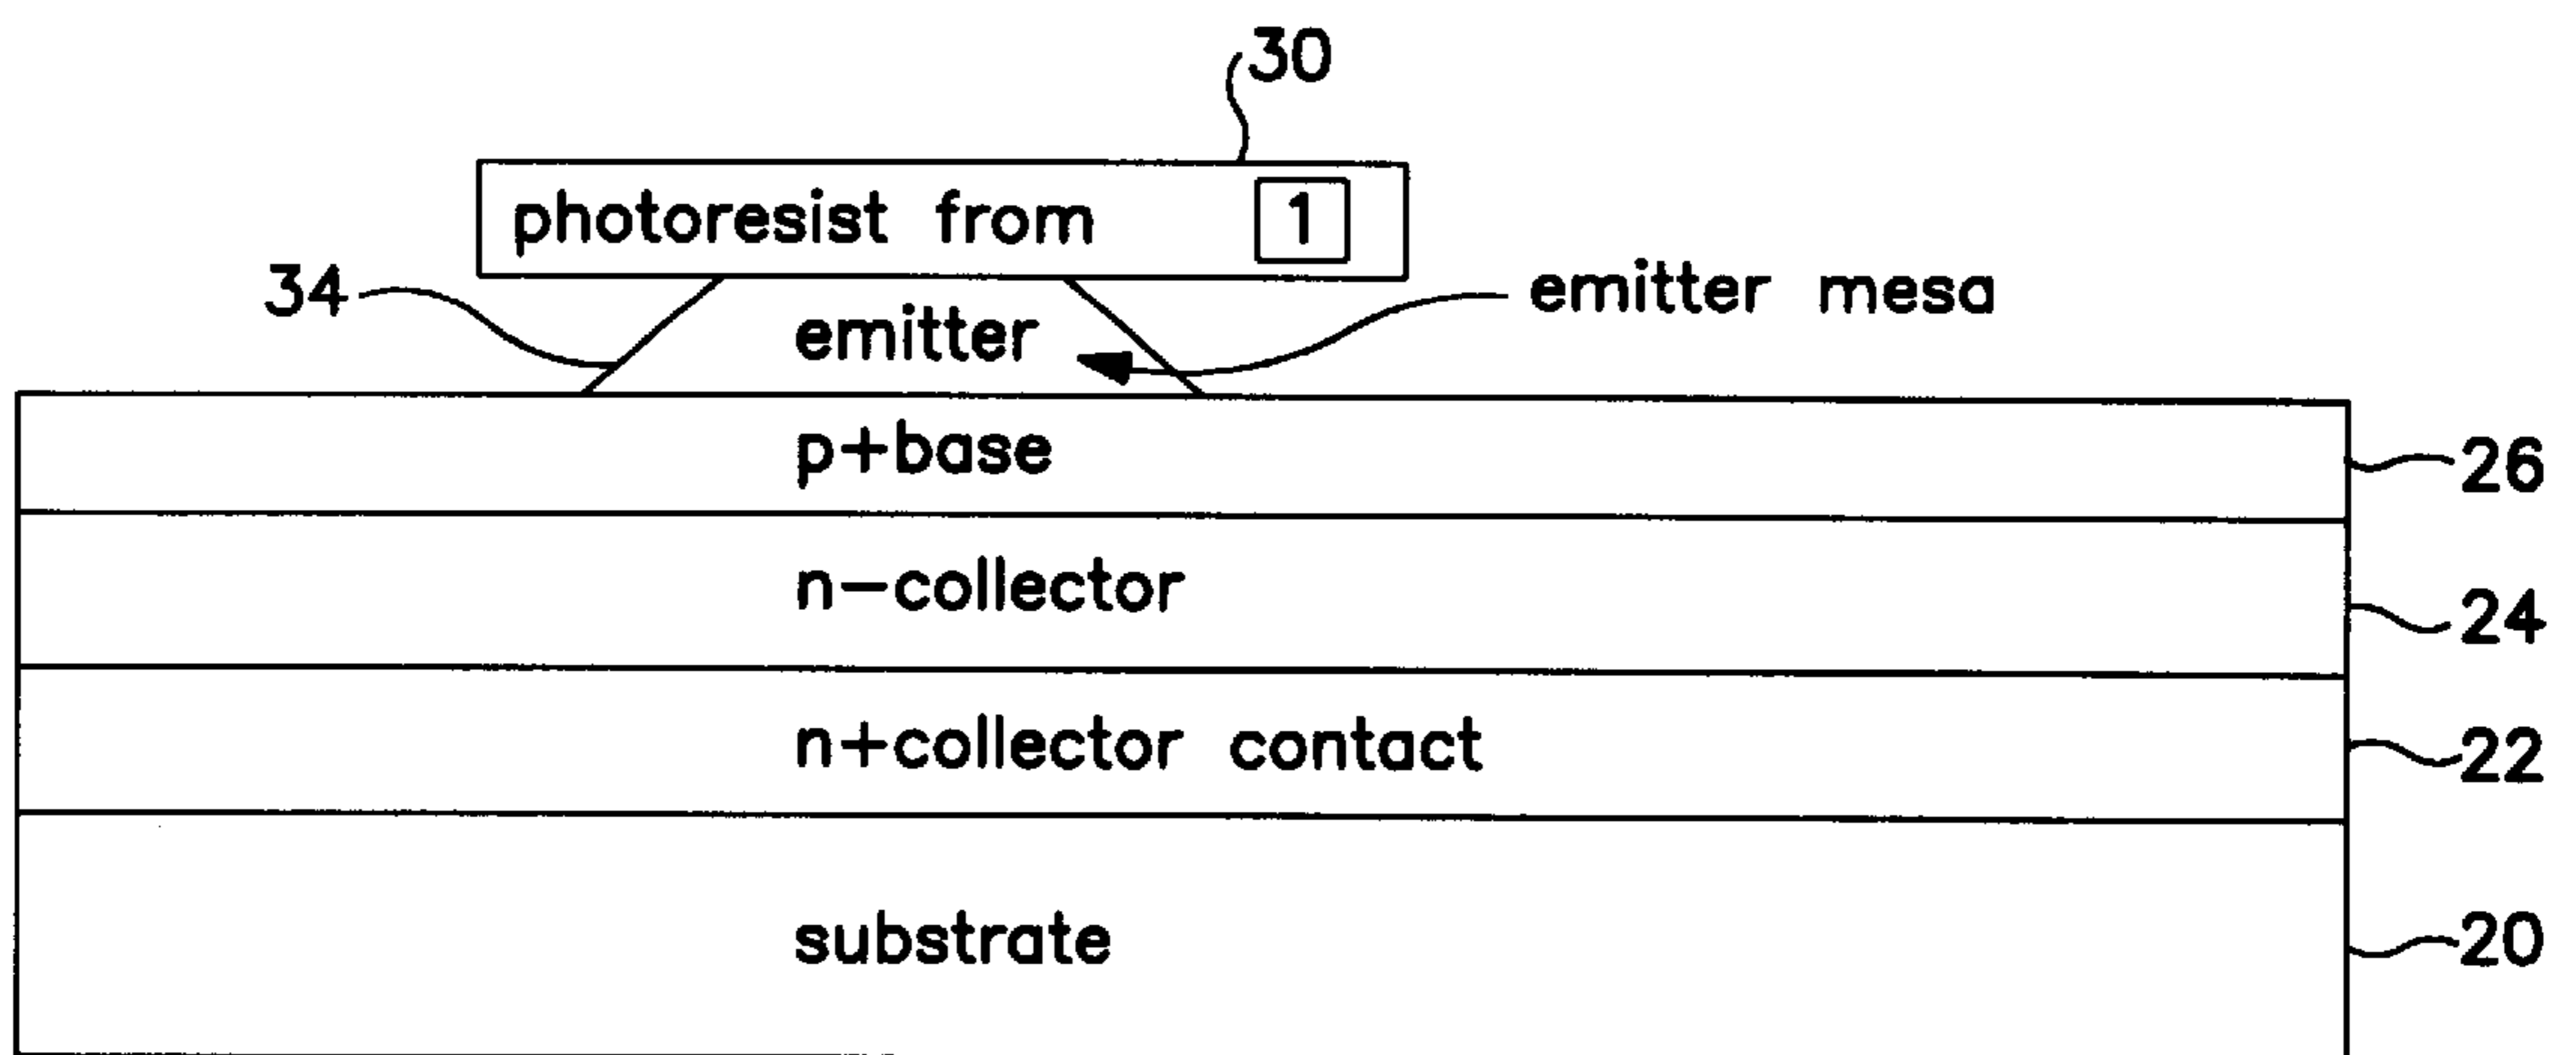 30
photoresist from 1
34
emitter mesa
emitter
p+base
26
n-collector
24
n+collector contact
22
substrate
20